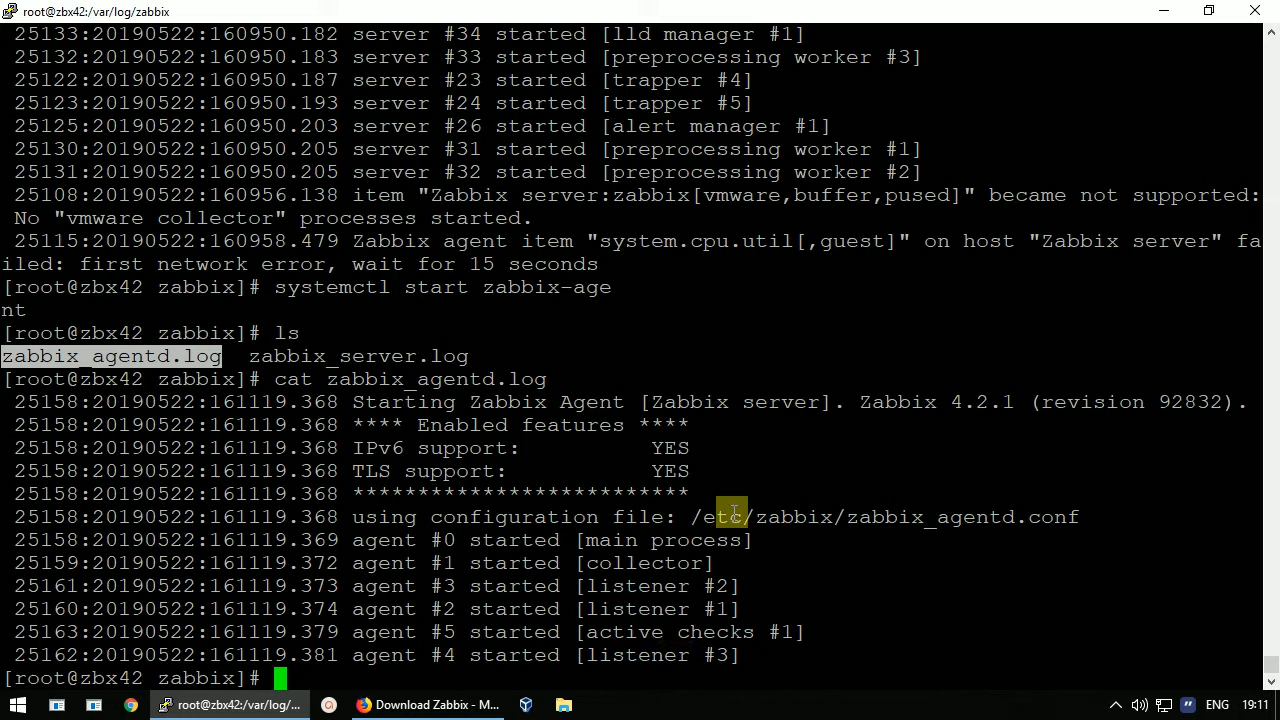 root@zbx42:/var/log/zabbix
25133:20190522:160950.182 server #34 started [lld manager #1]
25132:20190522:160950.183 server #33 started [preprocessing worker #3]
25122:20190522:160950.187 server #23 started [trapper #4]
25123:20190522:160950.193 server #24 started [trapper #5]
25125:20190522:160950.203 server #26 started [alert manager #1]
25130:20190522:160950.205 server #31 started [preprocessing worker #1]
25131:20190522:160950.205 server #32 started [preprocessing worker #2]
25108:20190522:160956.138 item "Zabbix server:zabbix[vmware,buffer,pused]" became not supported:
No "vmware collector" processes started.
25115:20190522:160958.479 Zabbix agent item "system.cpu.util[,guest]" on host "Zabbix server" fa
iled: first network error, wait for 15 seconds
[root@zbx42 zabbix]# systemctl start zabbix-age
nt
[root@zbx42 zabbix]# ls
zabbix_agentd.log  zabbix_server.log
[root@zbx42 zabbix]# cat zabbix_agentd.log
25158:20190522:161119.368 Starting Zabbix Agent [Zabbix server]. Zabbix 4.2.1 (revision 92832).
25158:20190522:161119.368 **** Enabled features ****
25158:20190522:161119.368 IPv6 support:          YES
25158:20190522:161119.368 TLS support:           YES
25158:20190522:161119.368 **************************
25158:20190522:161119.368 using configuration file: /etc/zabbix/zabbix_agentd.conf
25158:20190522:161119.368 agent #0 started [main process]
25159:20190522:161119.372 agent #1 started [collector]
25161:20190522:161119.373 agent #3 started [listener #2]
25160:20190522:161119.374 agent #2 started [listener #1]
25163:20190522:161119.379 agent #5 started [active checks #1]
25162:20190522:161119.381 agent #4 started [listener #3]
[root@zbx42 zabbix]#
root@zbx42:/var/log/... Download Zabbix - M... ENG 19:11